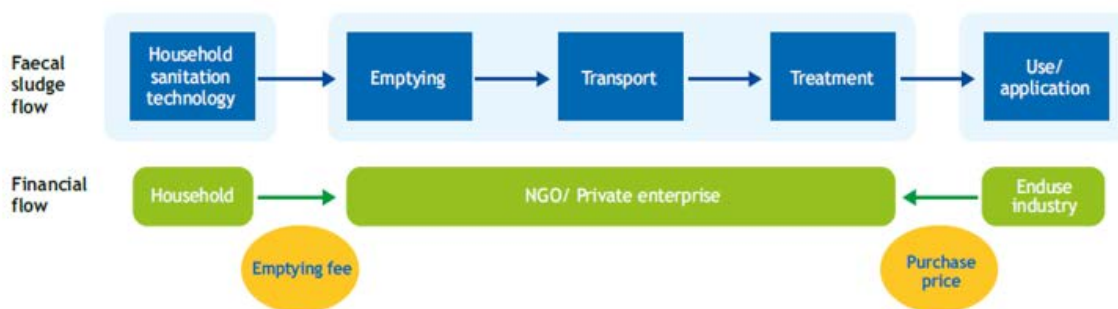 Faecal
sludge
flow
Household
sanitation
technology
Emptying
Transport
Treatment
Use/
application
Financial
flow
Household
NGO/ Private enterprise
Enduse
industry
Emptying fee
Purchase
price